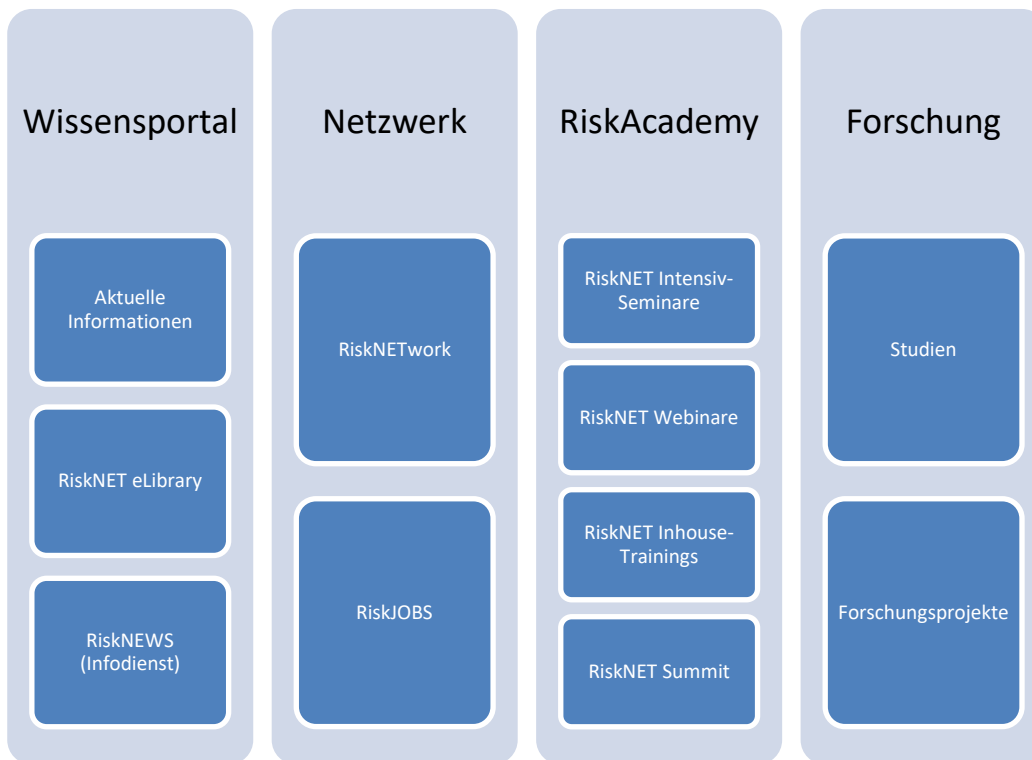 Wissensportal
Aktuelle
Informationen
RiskNET eLibrary
RiskNEWS
(Infodienst)
Netzwerk
RiskNETwork
RiskJOBS
RiskAcademy
RiskNET Intensiv-
Seminare
RiskNET Webinare
RiskNET Inhouse-
Trainings
RiskNET Summit
Forschung
Studien
Forschungsprojekte